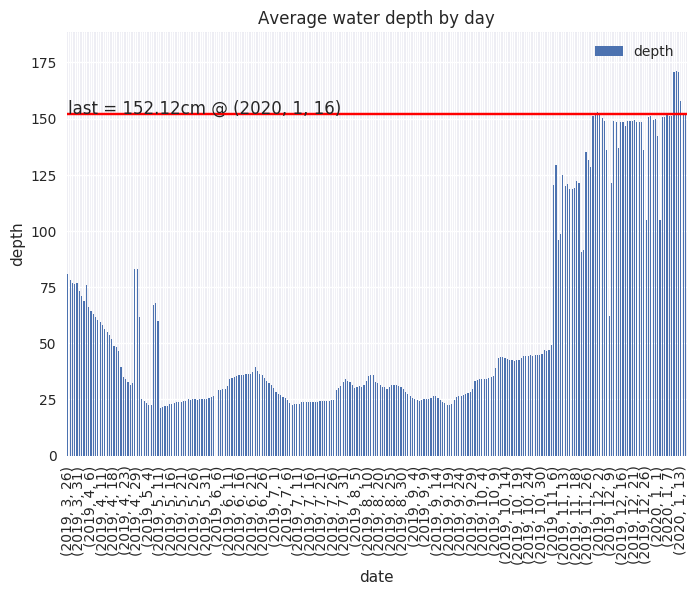 Average water depth by day
depth
last = 152.12cm @ (2020, 1, 16)
175
150
125
100
75
50
25
0
depth
(2019, 3, 26)
(2019, 3, 31)
(2019, 4, 6)
(2019, 4, 11)
(2019, 4, 18)
(2019, 4, 23)
(2019, 4, 29)
(2019, 5, 4)
(2019, 5, 11)
(2019, 5, 16)
(2019, 5, 21)
(2019, 5, 26)
(2019, 5, 31)
(2019, 6, 6)
(2019, 6, 11)
(2019, 6, 16)
(2019, 6, 21)
(2019, 6, 26)
(2019, 7, 1)
(2019, 7, 6)
(2019, 7, 11)
(2019, 7, 16)
(2019, 7, 21)
(2019, 7, 26)
(2019, 7, 31)
(2019, 8, 5)
(2019, 8, 10)
(2019, 8, 20)
(2019, 8, 25)
(2019, 8, 30)
(2019, 9, 4)
(2019, 9, 9)
(2019, 9, 14)
(2019, 9, 19)
(2019, 9, 24)
(2019, 9, 29)
(2019, 10, 4)
(2019, 10, 9)
(2019, 10, 14)
(2019, 10, 19)
(2019, 10, 24)
(2019, 10, 30)
(2019, 11, 6)
(2019, 11, 13)
(2019, 11, 18)
(2019, 11, 26)
(2019, 12, 2)
(2019, 12, 9)
(2019, 12, 16)
(2019, 12, 21)
(2019, 12, 26)
(2020, 1, 1)
(2020, 1, 7)
(2020, 1, 13)
date